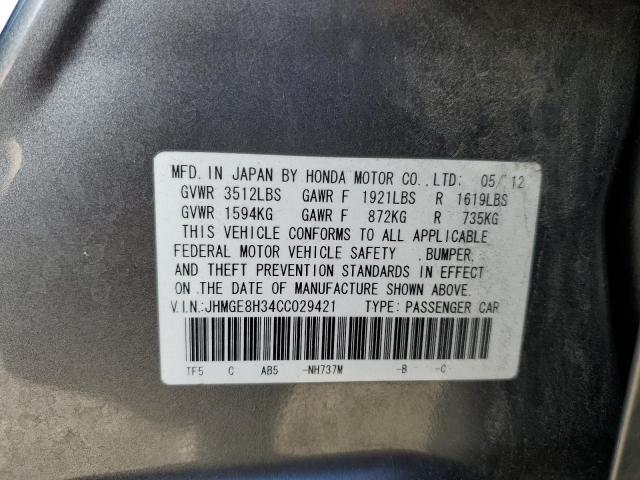 MFD. IN JAPAN BY HONDA MOTOR CO.,LTD. 05/12
GVWR 3512LBS GAWR F 1921LBS R 1619LBS
GVWR 1594KG GAWR F 872KG R 735KG
THIS VEHICLE CONFORMS TO ALL APPLICABLE
FEDERAL MOTOR VEHICLE SAFETY ,BUMPER,
AND THEFT PREVENTION STANDARDS IN EFFECT
ON THE DATE OF MANUFACTURE SHOWN ABOVE.
V.I.N.:JHMGE8H34CC029421 TYPE: PASSENGER CAR
TF5 C AB5 -NH737M -B -C-